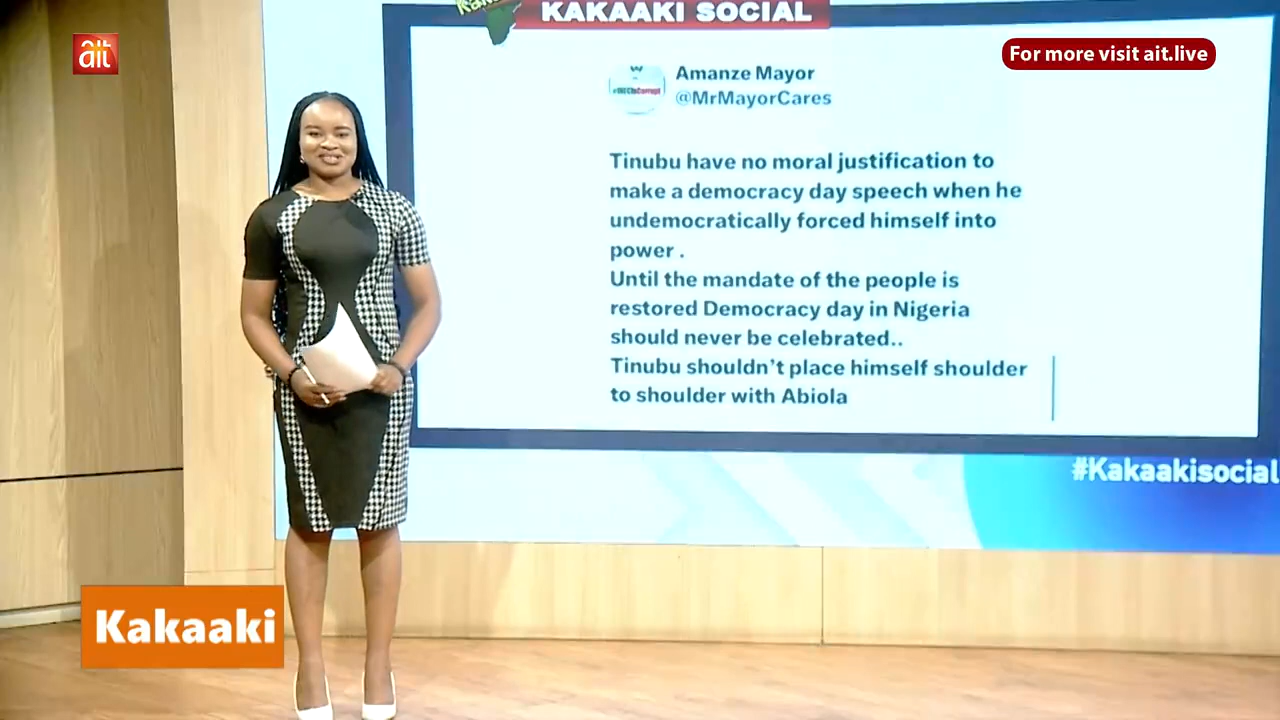 ait
KAKAAKI SOCIAL
For more visit ait.live
Amanze Mayor
@MrMayorCares
Tinubu have no moral justification to
make a democracy day speech when he
undemocratically forced himself into
power .
Until the mandate of the people is
restored Democracy day in Nigeria
should never be celebrated..
Tinubu shouldn't place himself shoulder
to shoulder with Abiola
#Kakaakisocial
Kakaaki